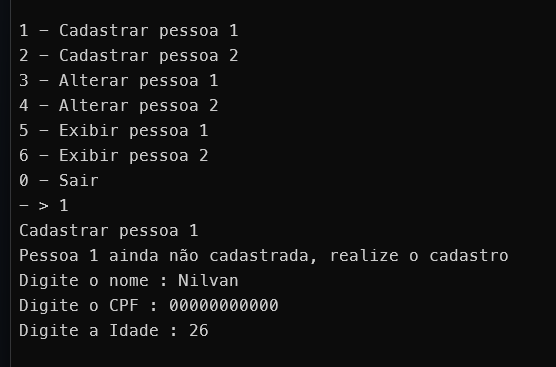 1 - Cadastrar pessoa 1
2 - Cadastrar pessoa 2
3 - Alterar pessoa 1
4 - Alterar pessoa 2
5 - Exibir pessoa 1
6 - Exibir pessoa 2
0 - Sair
- > 1
Cadastrar pessoa 1
Pessoa 1 ainda não cadastrada, realize o cadastro
Digite o nome : Nilvan
Digite o CPF : 00000000000
Digite a Idade : 26